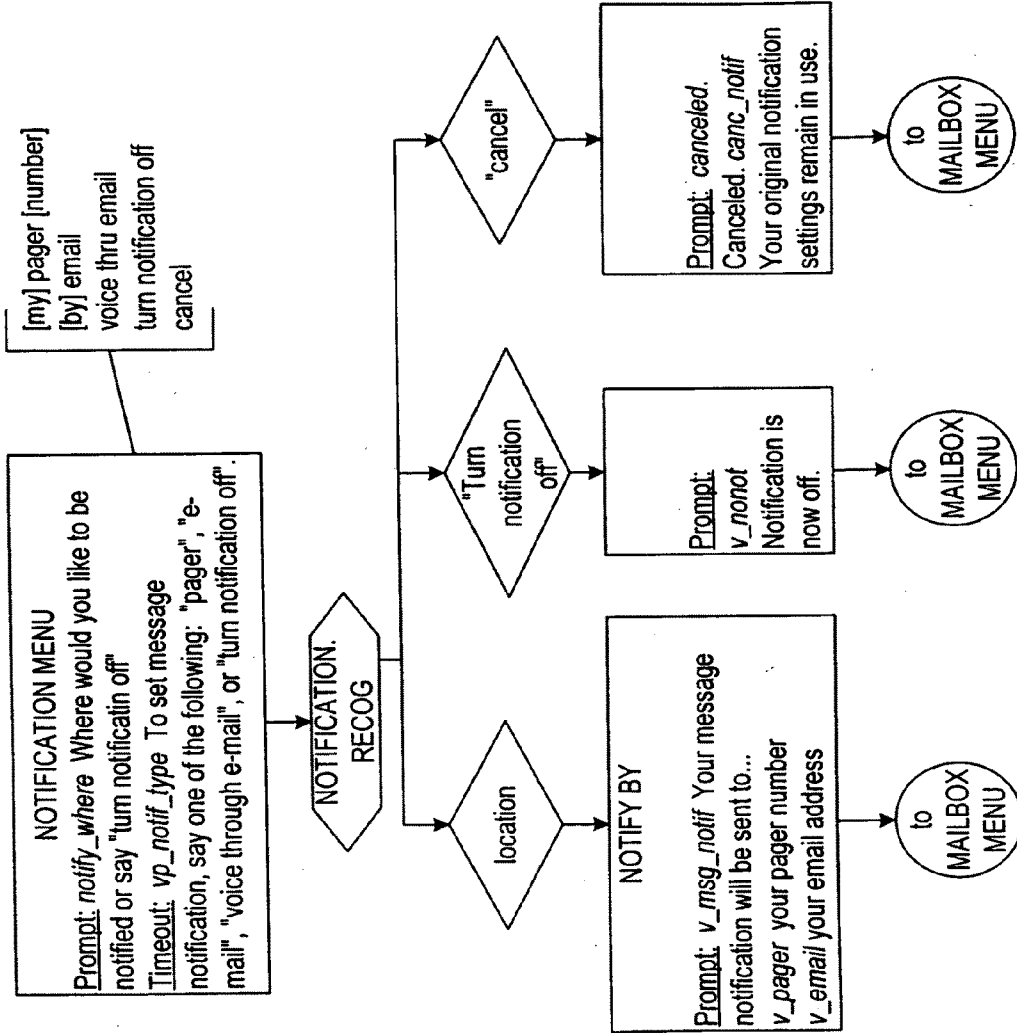 NOTIFICATION MENU
Prompt: notify_where Where would you like to be
notified or say "turn notificatin off"
Timeout: vp_notif_type To set message
notification, say one of the following: "pager", "e-
mail", "voice through e-mail", or "turn notification off".
[my] pager [number]
[by] email
voice thru email
turn notification off
cancel
NOTIFICATION.
RECOG
location
"Turn
notification
off"
"cancel"
NOTIFY BY
Prompt: v_msg_notif Your message
notification will be sent to...
v_pager your pager number
v_email your email address
Prompt:
v_nonot
Notification is
now off.
Prompt: canceled.
Canceled. canc_notif
Your original notification
settings remain in use.
to
MAILBOX
MENU
to
MAILBOX
MENU
to
MAILBOX
MENU